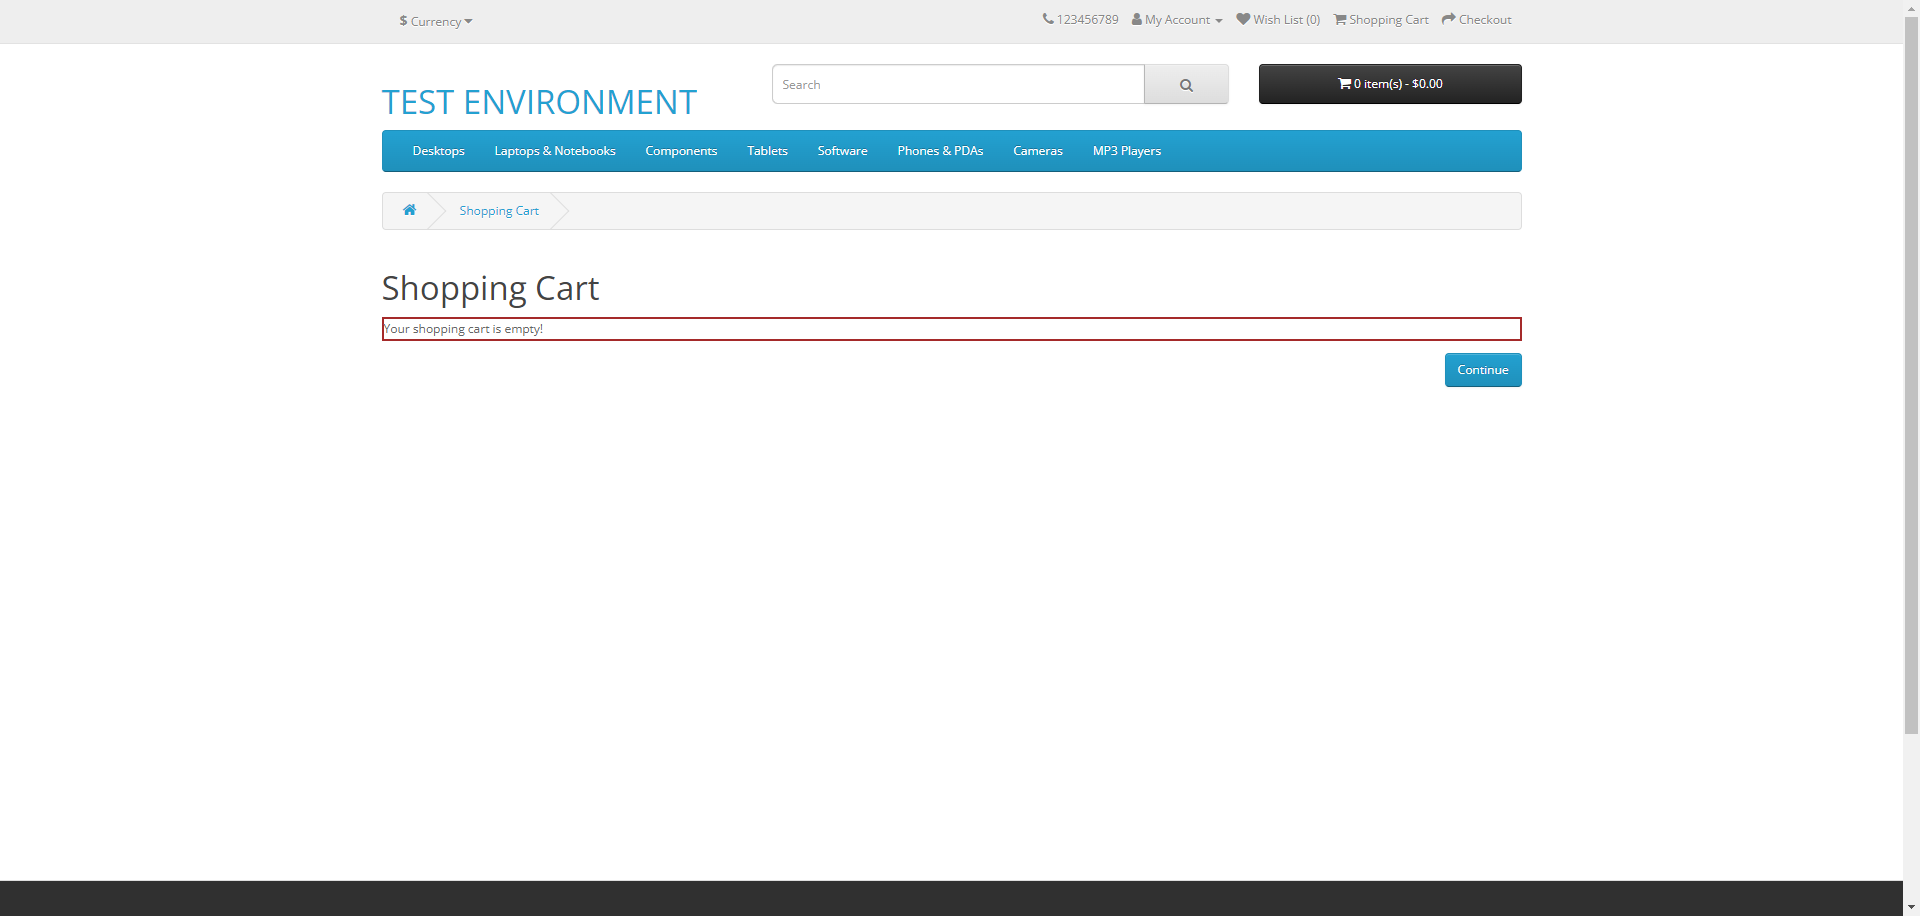 $ Currency
123456789 My Account Wish List (0) Shopping Cart Checkout
TEST ENVIRONMENT
Search
0 item(s) - $0.00
Desktops Laptops & Notebooks Components Tablets Software Phones & PDAs Cameras MP3 Players
Shopping Cart
Shopping Cart
Your shopping cart is empty!
Continue